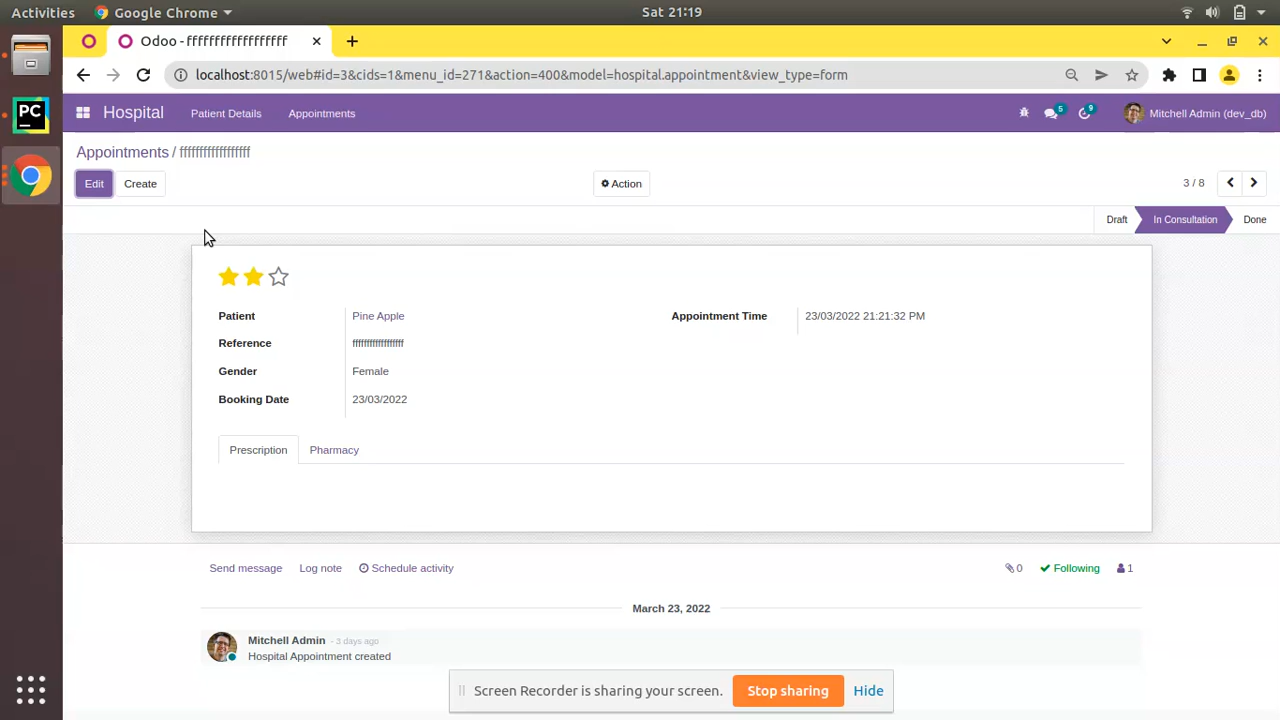 Activities Google Chrome Sat 21:19
Odoo - ffffffffffffffffff
localhost:8015/web#id=3&cids=1&menu_id=271&action=400&model=hospital.appointment&view_type=form
Hospital Patient Details Appointments 5 9 Mitchell Admin (dev_db)
Appointments / ffffffffffffffffff
Edit Create Action 3 / 8
Draft In Consultation Done
Patient Pine Apple Appointment Time 23/03/2022 21:21:32 PM
Reference ffffffffffffffffff
Gender Female
Booking Date 23/03/2022
Prescription Pharmacy
Send message Log note Schedule activity 0 Following 1
March 23, 2022
Mitchell Admin - 3 days ago
Hospital Appointment created
Screen Recorder is sharing your screen. Stop sharing Hide
PC